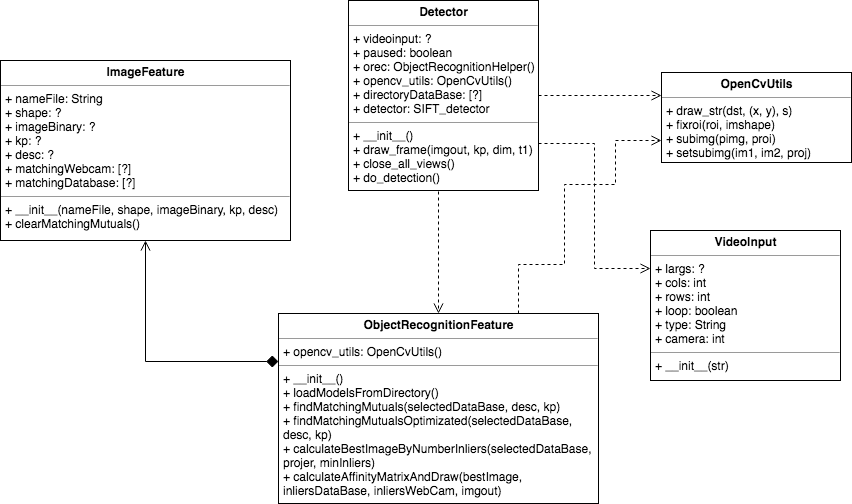 Detector
+ videoinput: ?
+ paused: boolean
+ orec: ObjectRecognitionHelper()
+ opencv_utils: OpenCvUtils()
+ directoryDataBase: [?]
+ detector: SIFT_detector
+ __init__()
+ draw_frame(imgout, kp, dim, t1)
+ close_all_views()
+ do_detection()
ImageFeature
+ nameFile: String
+ shape: ?
+ imageBinary: ?
+ kp: ?
+ desc: ?
+ matchingWebcam: [?]
+ matchingDatabase: [?]
+ __init__(nameFile, shape, imageBinary, kp, desc)
+ clearMatchingMutuals()
OpenCvUtils
+ draw_str(dst, (x, y), s)
+ fixroi(roi, imshape)
+ subimg(pimg, proi)
+ setsubimg(im1, im2, proj)
VideoInput
+ largs: ?
+ cols: int
+ rows: int
+ loop: boolean
+ type: String
+ camera: int
+ __init__(str)
ObjectRecognitionFeature
+ opencv_utils: OpenCvUtils()
+ __init__()
+ loadModelsFromDirectory()
+ findMatchingMutuals(selectedDataBase, desc, kp)
+ findMatchingMutualsOptimizated(selectedDataBase,
desc, kp)
+ calculateBestImageByNumberInliers(selectedDataBase,
projer, minInliers)
+ calculateAffinityMatrixAndDraw(bestImage,
inliersDataBase, inliersWebCam, imgout)